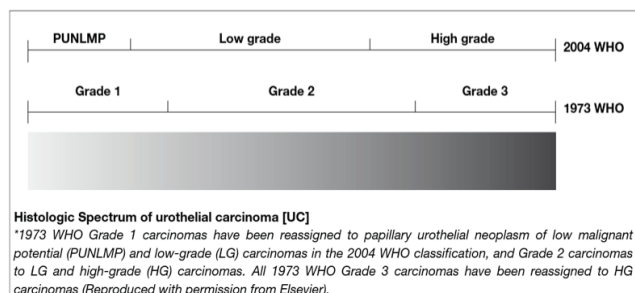 PUNLMP Low grade High grade 2004 WHO
Grade 1 Grade 2 Grade 3 1973 WHO
Histologic Spectrum of urothelial carcinoma [UC]
*1973 WHO Grade 1 carcinomas have been reassigned to papillary urothelial neoplasm of low malignant
potential (PUNLMP) and low-grade (LG) carcinomas in the 2004 WHO classification, and Grade 2 carcinomas
to LG and high-grade (HG) carcinomas. All 1973 WHO Grade 3 carcinomas have been reassigned to HG
carcinomas (Reproduced with permission from Elsevier).